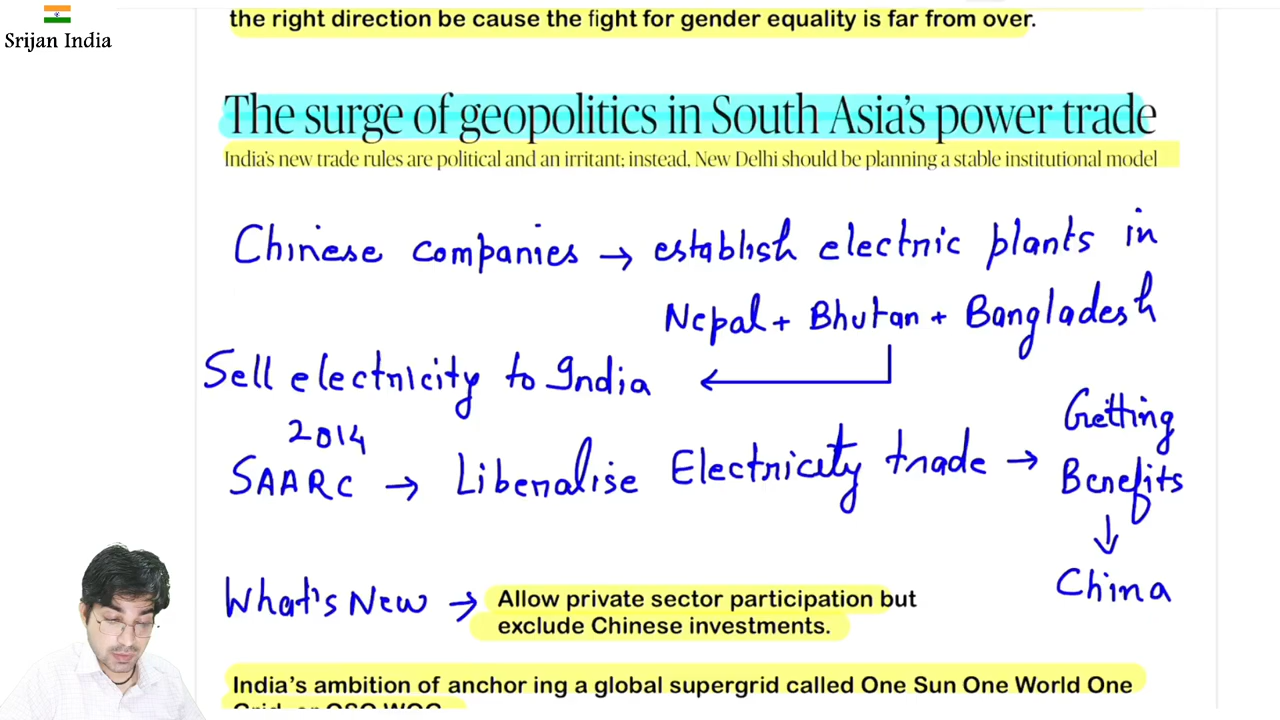 Srijan India
the right direction be cause the fight for gender equality is far from over.
The surge of geopolitics in South Asia's power trade
India's new trade rules are political and an irritant; instead, New Delhi should be planning a stable institutional model
Chinese companies → establish electric plants in
Nepal + Bhutan + Bangladesh
Sell electricity to India ←
2014
SAARC → Liberalise Electricity trade →
Getting
Benefits
↓
China
What's New → Allow private sector participation but
exclude Chinese investments.
India's ambition of anchor ing a global supergrid called One Sun One World One